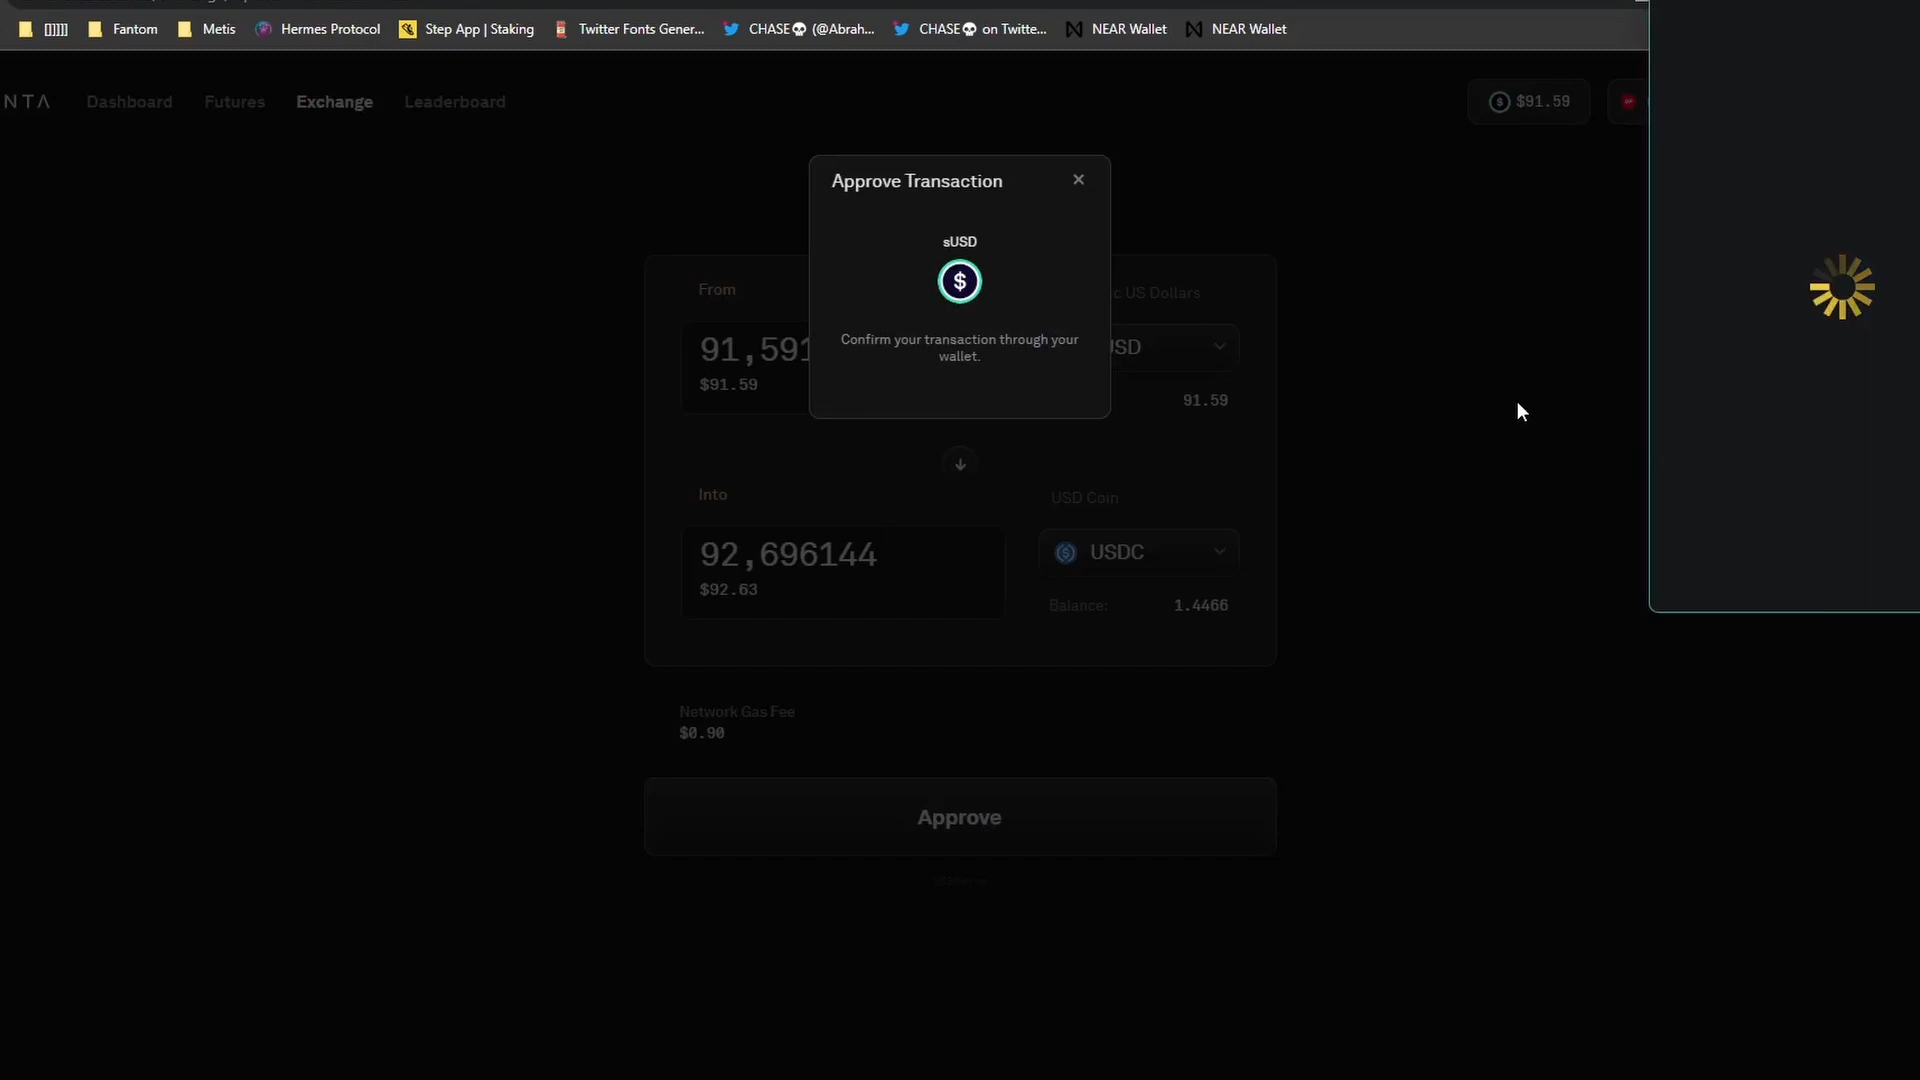 []]]]] Fantom Metis Hermes Protocol Step App | Staking Twitter Fonts Gener... CHASE💀 (@Abrah... CHASE💀 on Twitte... NEAR Wallet NEAR Wallet
NTΛ Dashboard Futures Exchange Leaderboard $91.59
Approve Transaction
sUSD
$
Confirm your transaction through your
wallet.
From
c US Dollars
91,591
USD
$91.59
91.59
Into
USD Coin
92,696144
USDC
$92.63
Balance: 1.4466
Network Gas Fee
$0.90
Approve